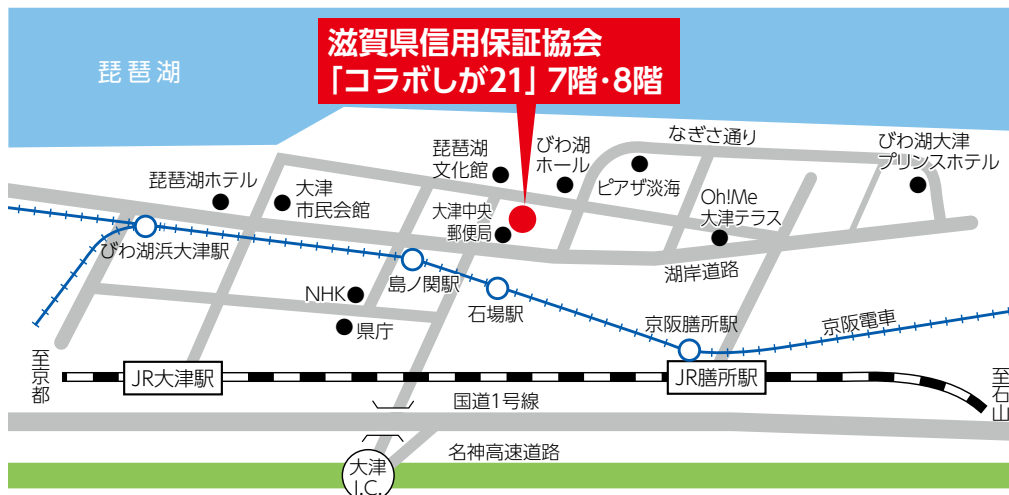 滋賀県信用保証協会
「コラボしが21」7階・8階
琵琶湖
なぎさ通り
びわ湖大津
プリンスホテル
琵琶湖
文化館
びわ湖
ホール
ピアザ淡海
琵琶湖ホテル
大津
市民会館
大津中央
郵便局
Oh!Me
大津テラス
びわ湖浜大津駅
島ノ関駅
湖岸道路
NHK
石場駅
県庁
京阪膳所駅
京阪電車
至京都
JR大津駅
JR膳所駅
至石山
国道1号線
名神高速道路
大津
I.C.